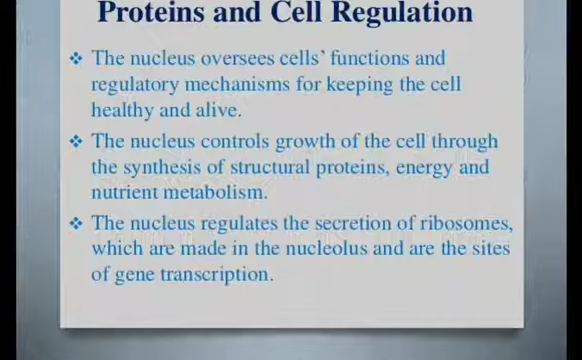 Proteins and Cell Regulation
❖ The nucleus oversees cells' functions and
regulatory mechanisms for keeping the cell
healthy and alive.
❖ The nucleus controls growth of the cell through
the synthesis of structural proteins, energy and
nutrient metabolism.
❖ The nucleus regulates the secretion of ribosomes,
which are made in the nucleolus and are the sites
of gene transcription.